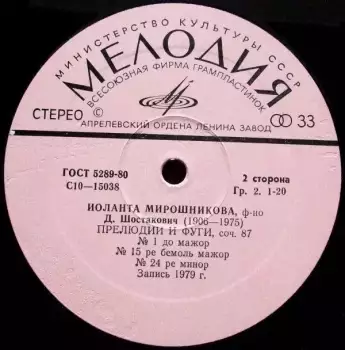 МИНИСТЕРСТВО КУЛЬТУРЫ СССР
МЕЛОДИЯ
ВСЕСОЮЗНАЯ ФИРМА ГРАМПЛАСТИНОК
СТЕРЕО © 33
АПРЕЛЕВСКИЙ ОРДЕНА ЛЕНИНА ЗАВОД
ГОСТ 5289-80 2 сторона
С10—15038 Гр. 2. 1-20
ИОЛАНТА МИРОШНИКОВА, ф-но
Д. Шостакович (1906—1975)
ПРЕЛЮДИИ И ФУГИ, соч. 87
№ 1 до мажор
№ 15 ре бемоль мажор
№ 24 ре минор
Запись 1979 г.